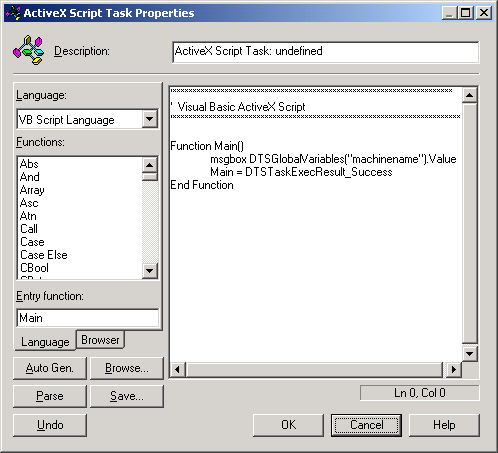 ActiveX Script Task Properties
Description:
ActiveX Script Task: undefined
Language:
VB Script Language
Functions:
Abs
And
Array
Asc
Atn
Call
Case
Case Else
CBool
Entry function:
Main
Language
Browser
Auto Gen.
Browse...
Parse
Save...
Undo
' Visual Basic ActiveX Script
Function Main()
msgbox DTSGlobalVariables("machinename").Value
Main = DTSTaskExecResult_Success
End Function
Ln 0, Col 0
OK
Cancel
Help